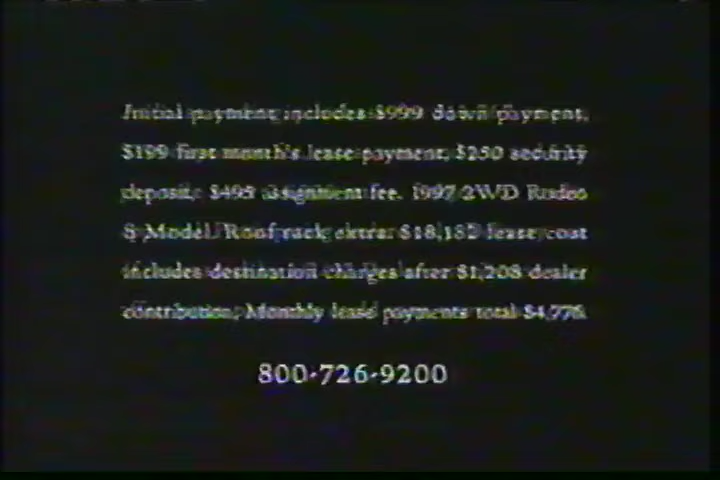 Initial payment includes $999 down payment,
$199 first month's lease payment, $250 security
deposit, $495 assignment fee. 1997 2WD Rodeo
S Model. Roof rack extra. $18,182 lease cost
includes destination charges after $1,208 dealer
contribution. Monthly lease payments total $4,776.
800-726-9200